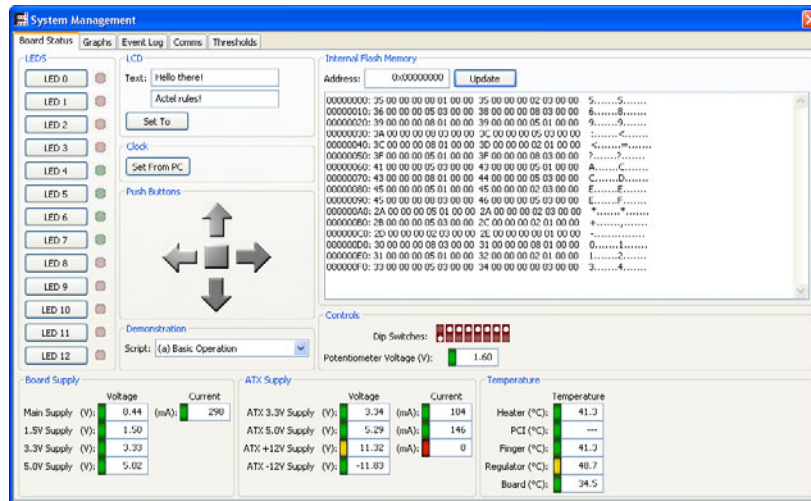 System Management
Board Status Graphs Event Log Comms Thresholds
LEDS
LED 0
LED 1
LED 2
LED 3
LED 4
LED 5
LED 6
LED 7
LED 8
LED 9
LED 10
LED 11
LED 12
LCD
Text: Hello there!
Actel rules!
Set To
Clock
Set From PC
Push Buttons
Demonstration
Script: (a) Basic Operation
Internal Flash Memory
Address: 0x00000000 Update
00000000: 35 00 00 00 08 01 00 00 35 00 00 00 02 03 00 00 5.......5.......
00000010: 36 00 00 00 05 03 00 00 38 00 00 00 08 03 00 00 6.......8.......
00000020: 39 00 00 00 08 01 00 00 39 00 00 00 05 01 00 00 9.......9.......
00000030: 3A 00 00 00 08 03 00 00 3C 00 00 00 05 03 00 00 :.......<.......
00000040: 3C 00 00 00 08 01 00 00 3D 00 00 00 02 01 00 00 <.......=.......
00000050: 3F 00 00 00 05 01 00 00 3F 00 00 00 08 03 00 00 ?.......?.......
00000060: 41 00 00 00 05 03 00 00 43 00 00 00 05 01 00 00 A.......C.......
00000070: 43 00 00 00 08 01 00 00 44 00 00 00 05 03 00 00 C.......D.......
00000080: 45 00 00 00 05 01 00 00 45 00 00 00 02 03 00 00 E.......E.......
00000090: 45 00 00 00 08 03 00 00 46 00 00 00 05 03 00 00 E.......F.......
000000A0: 2A 00 00 00 05 01 00 00 2A 00 00 00 02 03 00 00 *.......*.......
000000B0: 2B 00 00 00 05 03 00 00 2C 00 00 00 02 01 00 00 +.......,.......
000000C0: 2D 00 00 00 02 03 00 00 2E 00 00 00 08 01 00 00 -...............
000000D0: 30 00 00 00 08 03 00 00 31 00 00 00 08 01 00 00 0.......1.......
000000E0: 31 00 00 00 05 01 00 00 32 00 00 00 02 01 00 00 1.......2.......
000000F0: 33 00 00 00 05 03 00 00 34 00 00 00 08 03 00 00 3.......4.......
Controls
Dip Switches:
Potentiometer Voltage (V): 1.60
Board Supply
Voltage Current
Main Supply (V): 8.44 (mA): 298
1.5V Supply (V): 1.50
3.3V Supply (V): 3.33
5.0V Supply (V): 5.02
ATX Supply
Voltage Current
ATX 3.3V Supply (V): 3.34 (mA): 104
ATX 5.0V Supply (V): 5.29 (mA): 146
ATX +12V Supply (V): 11.32 (mA): 0
ATX -12V Supply (V): -11.83
Temperature
Temperature
Heater (°C): 41.3
PCI (°C): ---
Finger (°C): 41.3
Regulator (°C): 48.7
Board (°C): 34.5